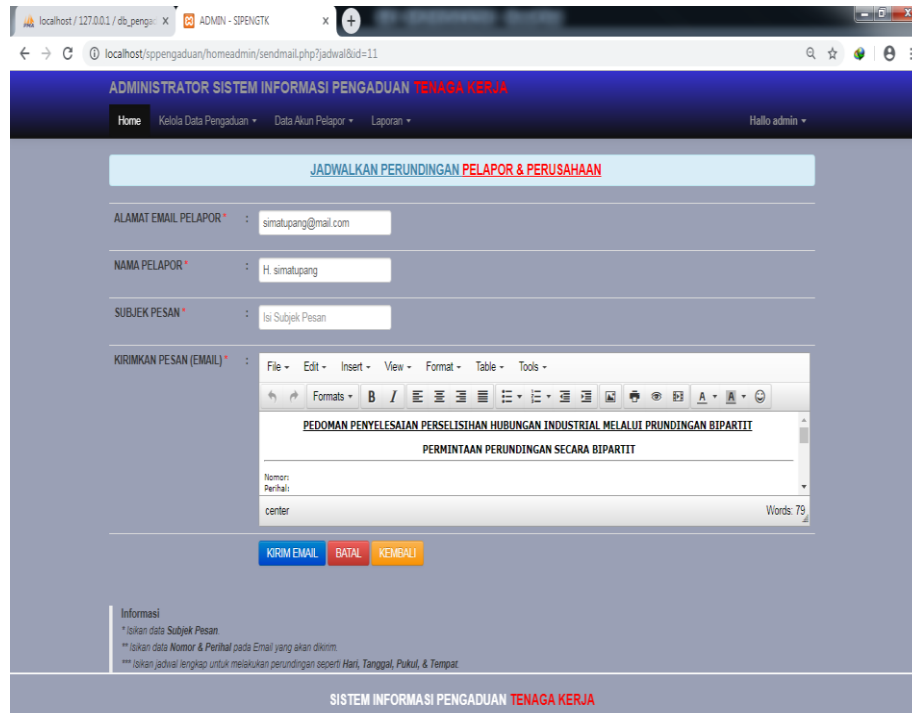 localhost / 127.0.0.1 / db_pengac x ADMIN - SIPENGTK x
localhost/sppengaduan/homeadmin/sendmail.php?jadwal&id=11
ADMINISTRATOR SISTEM INFORMASI PENGADUAN TENAGA KERJA
Home Kelola Data Pengaduan Data Akun Pelapor Laporan Hallo admin
JADWALKAN PERUNDINGAN PELAPOR & PERUSAHAAN
ALAMAT EMAIL PELAPOR * : simatupang@mail.com
NAMA PELAPOR * : H. simatupang
SUBJEK PESAN * : Isi Subjek Pesan
KIRIMKAN PESAN (EMAIL) * :
File Edit Insert View Format Table Tools
Formats B I A A
PEDOMAN PENYELESAIAN PERSELISIHAN HUBUNGAN INDUSTRIAL MELALUI PRUNDINGAN BIPARTIT
PERMINTAAN PERUNDINGAN SECARA BIPARTIT
Nomor:
Perihal:
center Words: 79
KIRIM EMAIL BATAL KEMBALI
Informasi
* Isikan data Subjek Pesan.
** Isikan data Nomor & Perihal pada Email yang akan dikirim.
*** Isikan jadwal lengkap untuk melakukan perundingan seperti Hari, Tanggal, Pukul, & Tempat
SISTEM INFORMASI PENGADUAN TENAGA KERJA